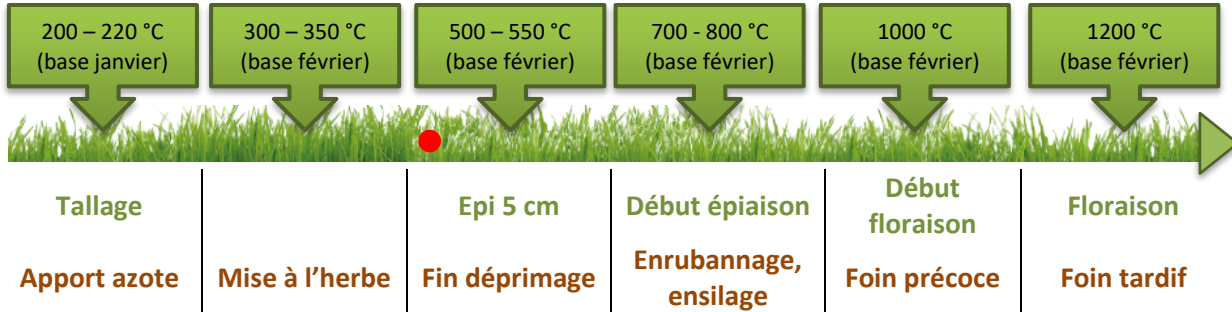 200 – 220 °C
(base janvier)
300 – 350 °C
(base février)
500 – 550 °C
(base février)
700 - 800 °C
(base février)
1000 °C
(base février)
1200 °C
(base février)
Tallage
Epi 5 cm
Début épiaison
Début
floraison
Floraison
Apport azote
Mise à l’herbe
Fin déprimage
Enrubannage,
ensilage
Foin précoce
Foin tardif